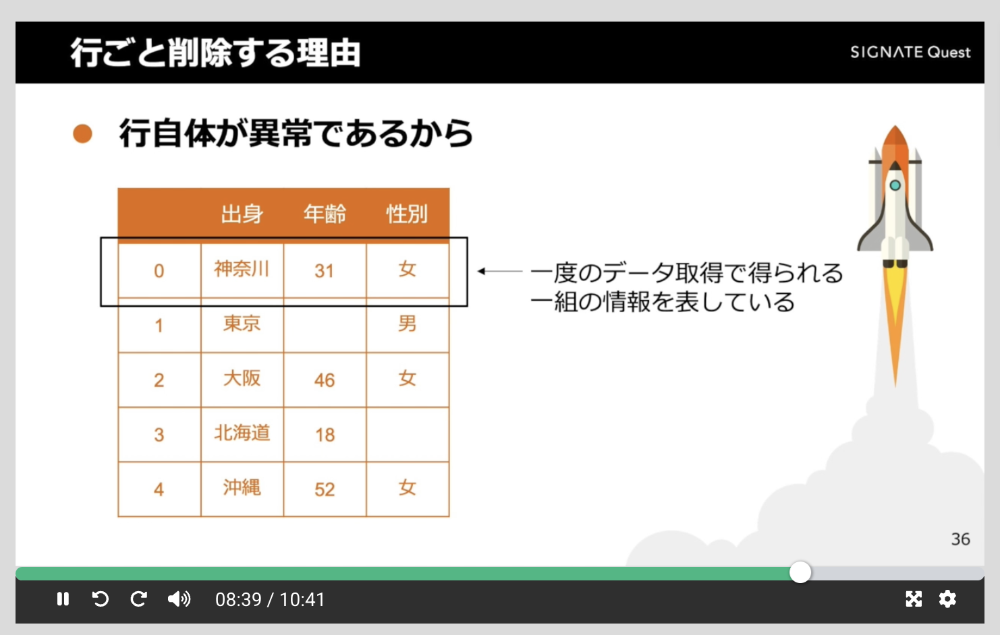 行ごと削除する理由
SIGNATE Quest
行自体が異常であるから
出身 年齢 性別
0 神奈川 31 女
1 東京 男
2 大阪 46 女
3 北海道 18
4 沖縄 52 女
一度のデータ取得で得られる
一組の情報を表している
36
08:39 / 10:41